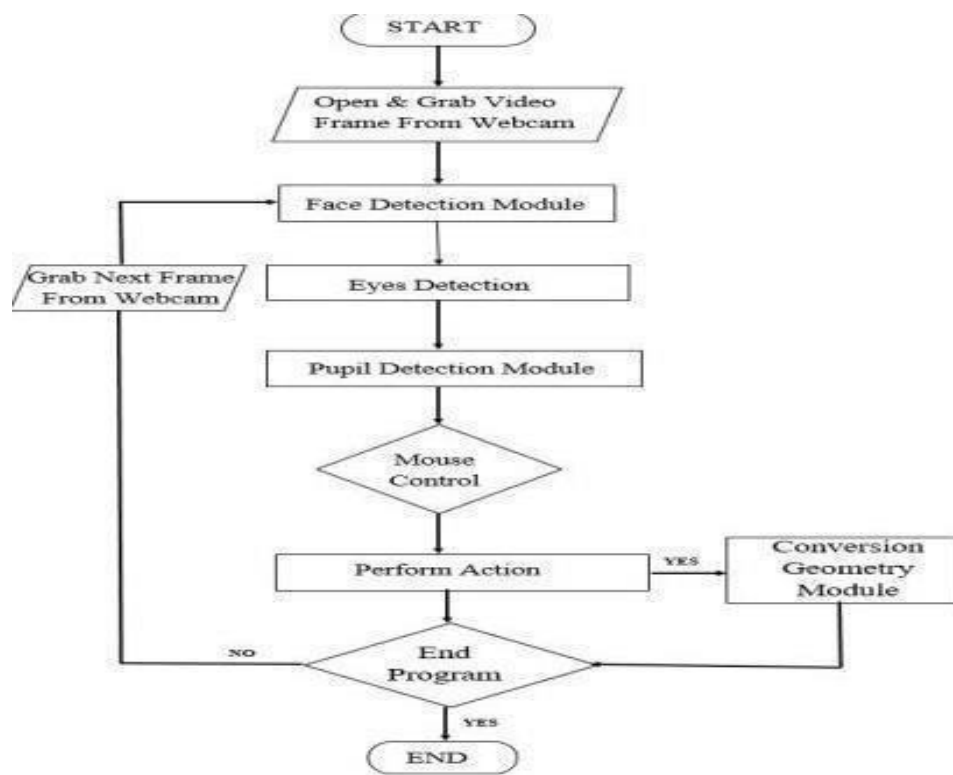 START
Open & Grab Video
Frame From Webcam
Face Detection Module
Grab Next Frame
From Webcam
Eyes Detection
Pupil Detection Module
Mouse
Control
Perform Action
YES
Conversion
Geometry
Module
NO
End
Program
YES
END